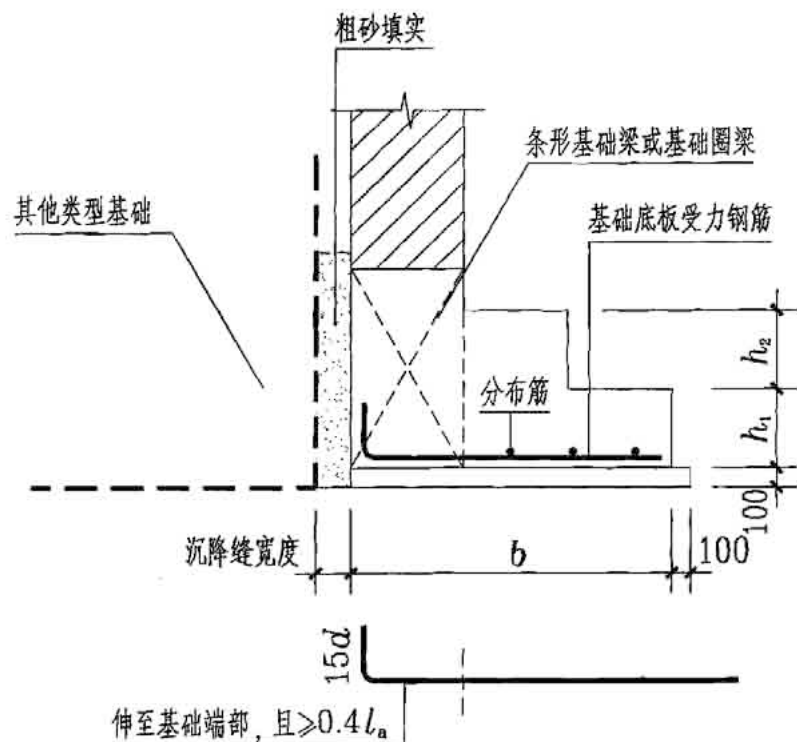 粗砂填实
条形基础梁或基础圈梁
其他类型基础
基础底板受力钢筋
分布筋
h₂
h₁
100
沉降缝宽度
b
100
15d
伸至基础端部，且≥0.4lₐ